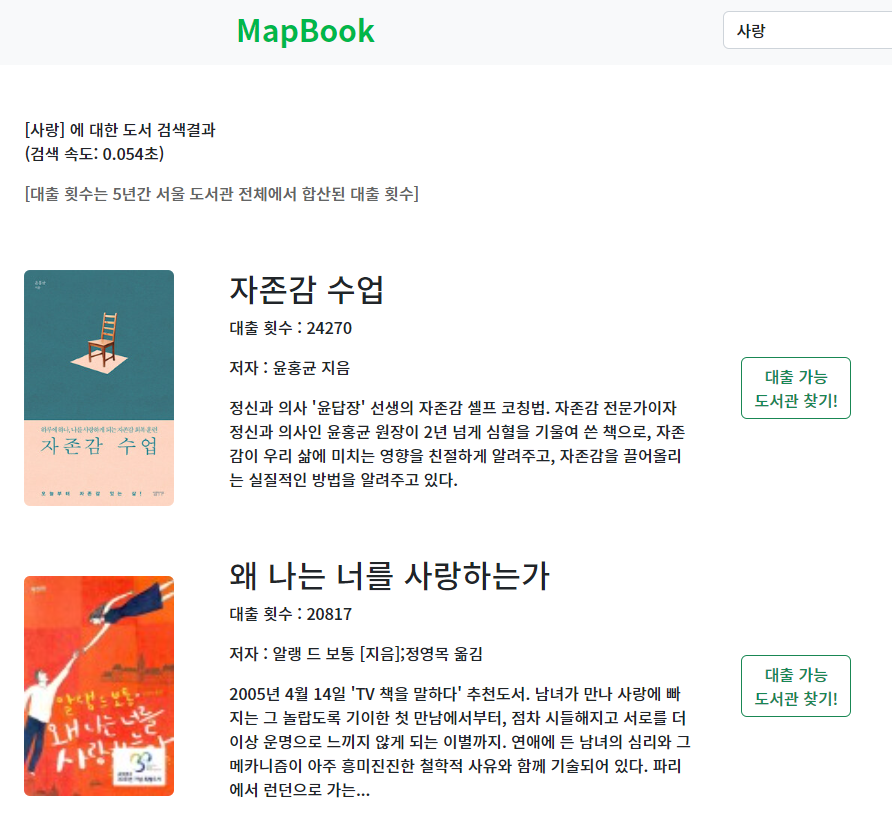 MapBook
사랑
[사랑] 에 대한 도서 검색결과
(검색 속도: 0.054초)
[대출 횟수는 5년간 서울 도서관 전체에서 합산된 대출 횟수]
자존감 수업
자존감 수업
대출 횟수 : 24270
저자 : 윤홍균 지음
정신과 의사 '윤답장' 선생의 자존감 셀프 코칭법. 자존감 전문가이자
정신과 의사인 윤홍균 원장이 2년 넘게 심혈을 기울여 쓴 책으로, 자존
감이 우리 삶에 미치는 영향을 친절하게 알려주고, 자존감을 끌어올리
는 실질적인 방법을 알려주고 있다.
대출 가능
도서관 찾기!
알랭 드 보통
왜 나는 너를
사랑하는가
왜 나는 너를 사랑하는가
대출 횟수 : 20817
저자 : 알랭 드 보통 [지음];정영목 옮김
2005년 4월 14일 'TV 책을 말하다' 추천도서. 남녀가 만나 사랑에 빠
지는 그 놀랍도록 기이한 첫 만남에서부터, 점차 시들해지고 서로를 더
이상 운명으로 느끼지 않게 되는 이별까지. 연애에 든 남녀의 심리와 그
메카니즘이 아주 흥미진진한 철학적 사유와 함께 기술되어 있다. 파리
에서 런던으로 가는...
대출 가능
도서관 찾기!